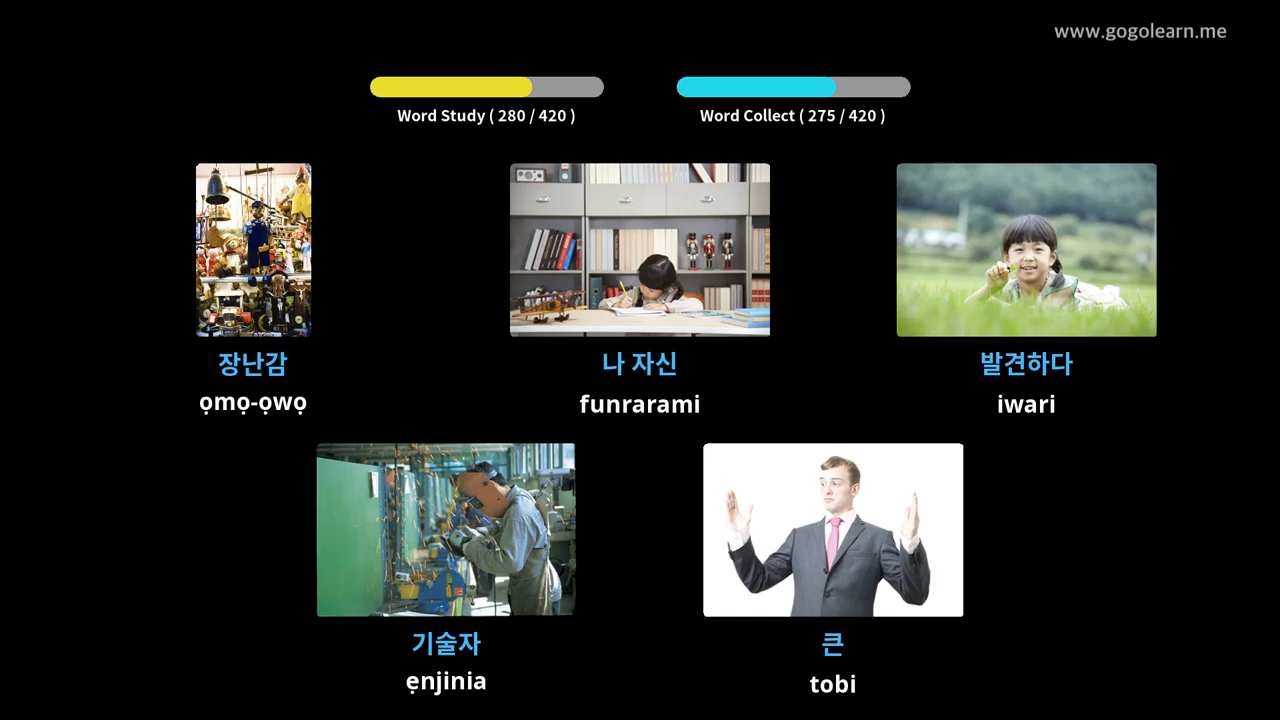 www.gogolearn.me
Word Study ( 280 / 420 )
Word Collect ( 275 / 420 )
장난감
ọmọ-ọwọ
나 자신
funrarami
발견하다
iwari
기술자
ẹnjinia
큰
tobi